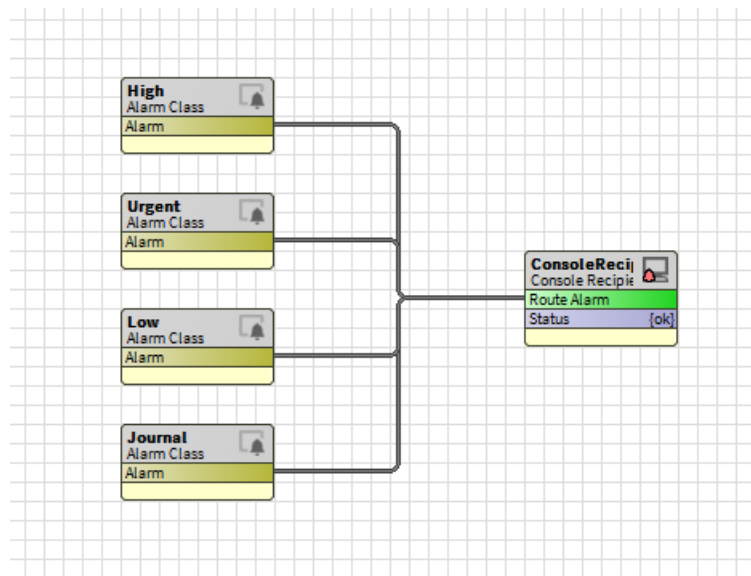 High
Alarm Class
Alarm
Urgent
Alarm Class
Alarm
Low
Alarm Class
Alarm
Journal
Alarm Class
Alarm
ConsoleReci
Console Recipie
Route Alarm
Status {ok}